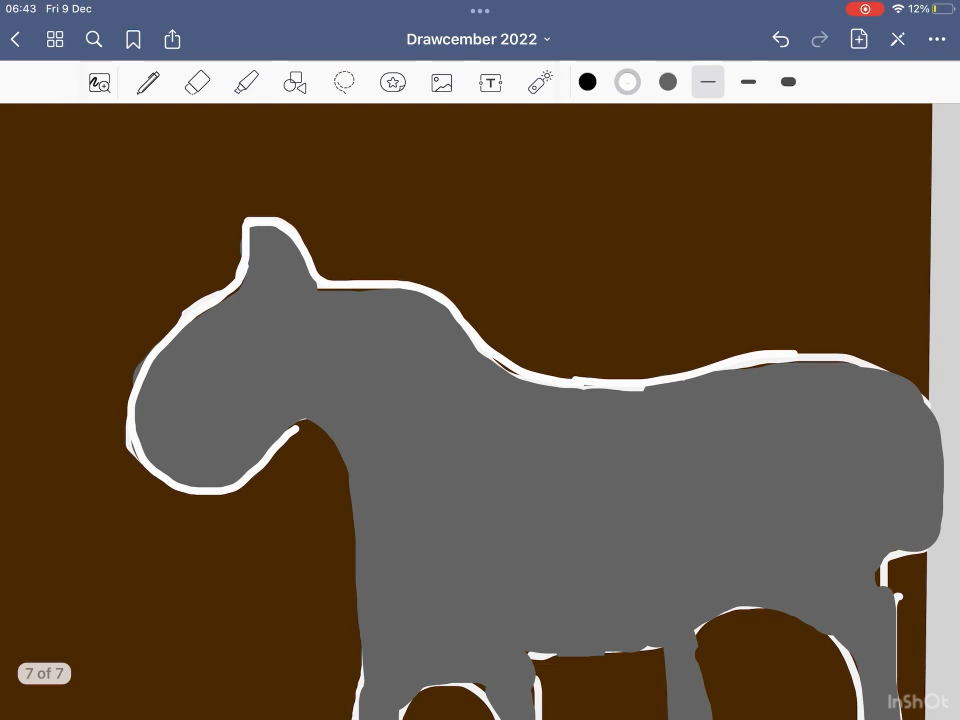 06:43 Fri 9 Dec
12%
Drawcember 2022
T
7 of 7
InShOt